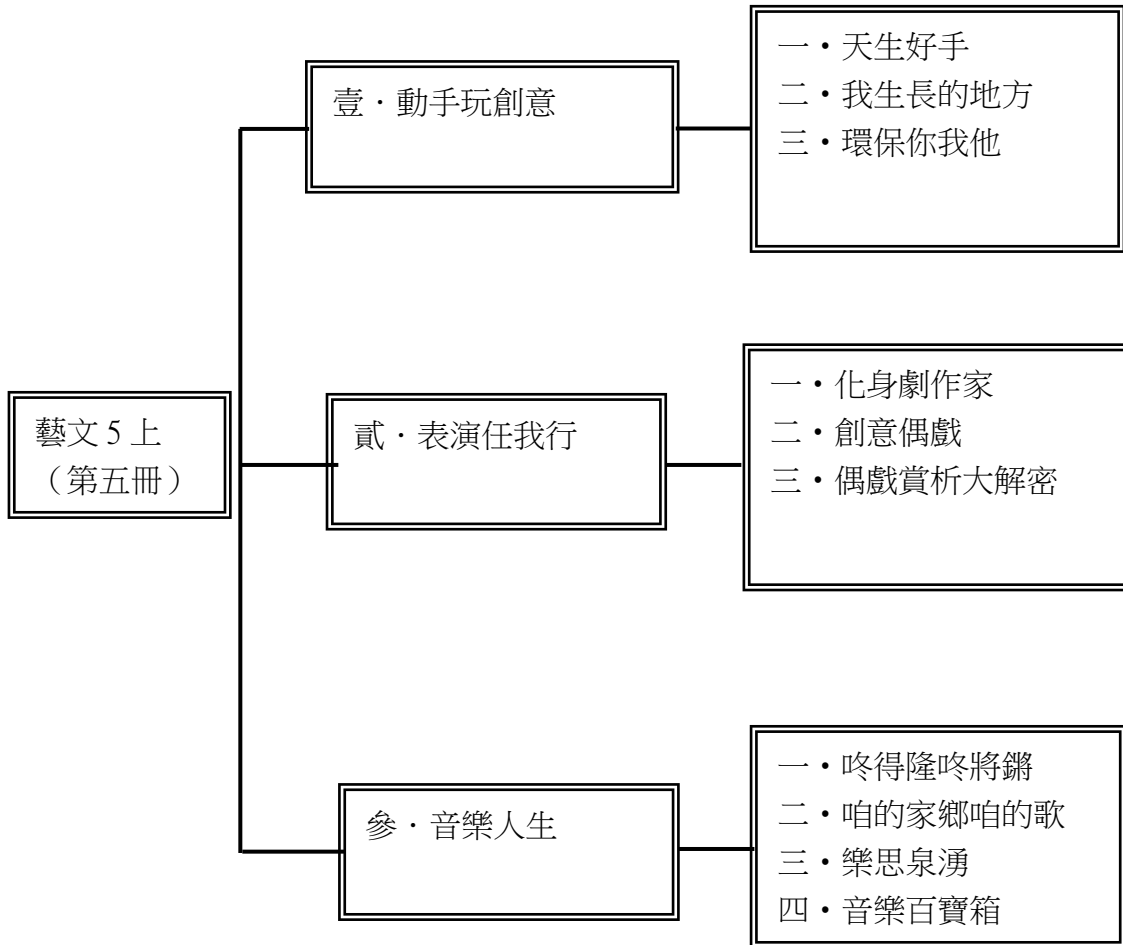 藝文 5 上
（第五冊）
壹．動手玩創意
一・天生好手
二・我生長的地方
三・環保你我他
貳．表演任我行
一・化身劇作家
二・創意偶戲
三・偶戲賞析大解密
參．音樂人生
一・咚得隆咚將鏘
二・咱的家鄉咱的歌
三・樂思泉湧
四・音樂百寶箱